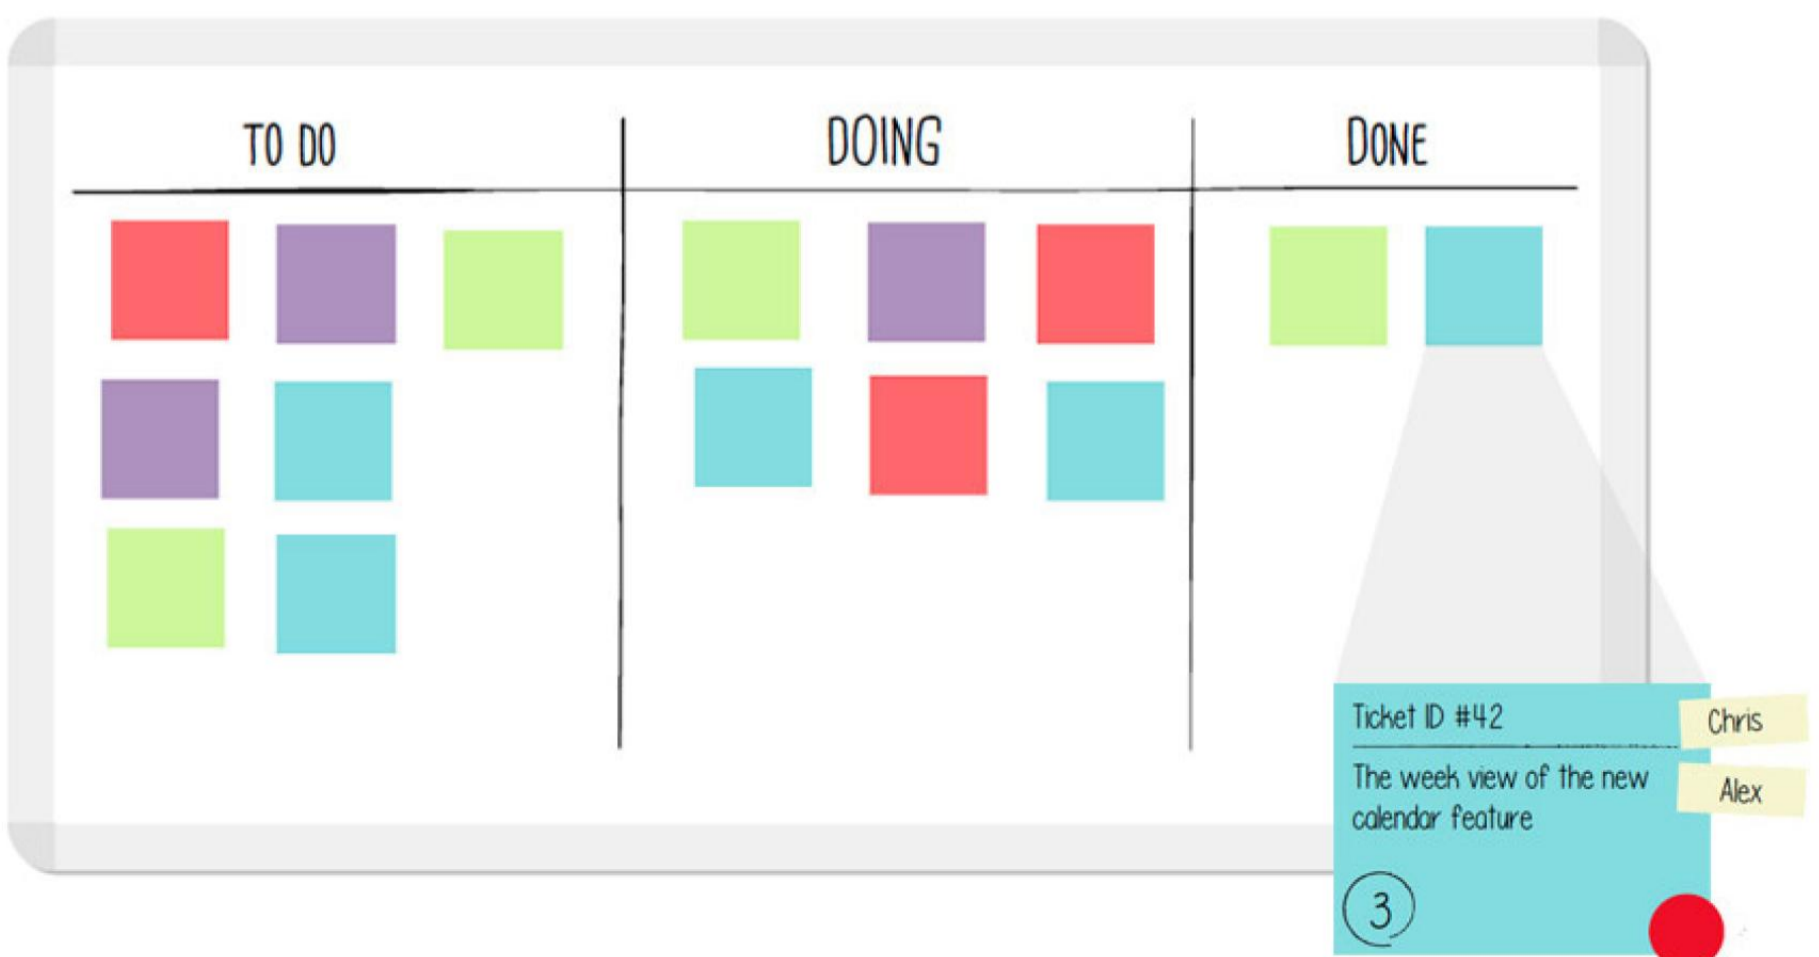 TO DO
DOING
DONE
Ticket ID #42
Chris
The week view of the new
Alex
calendar feature
3